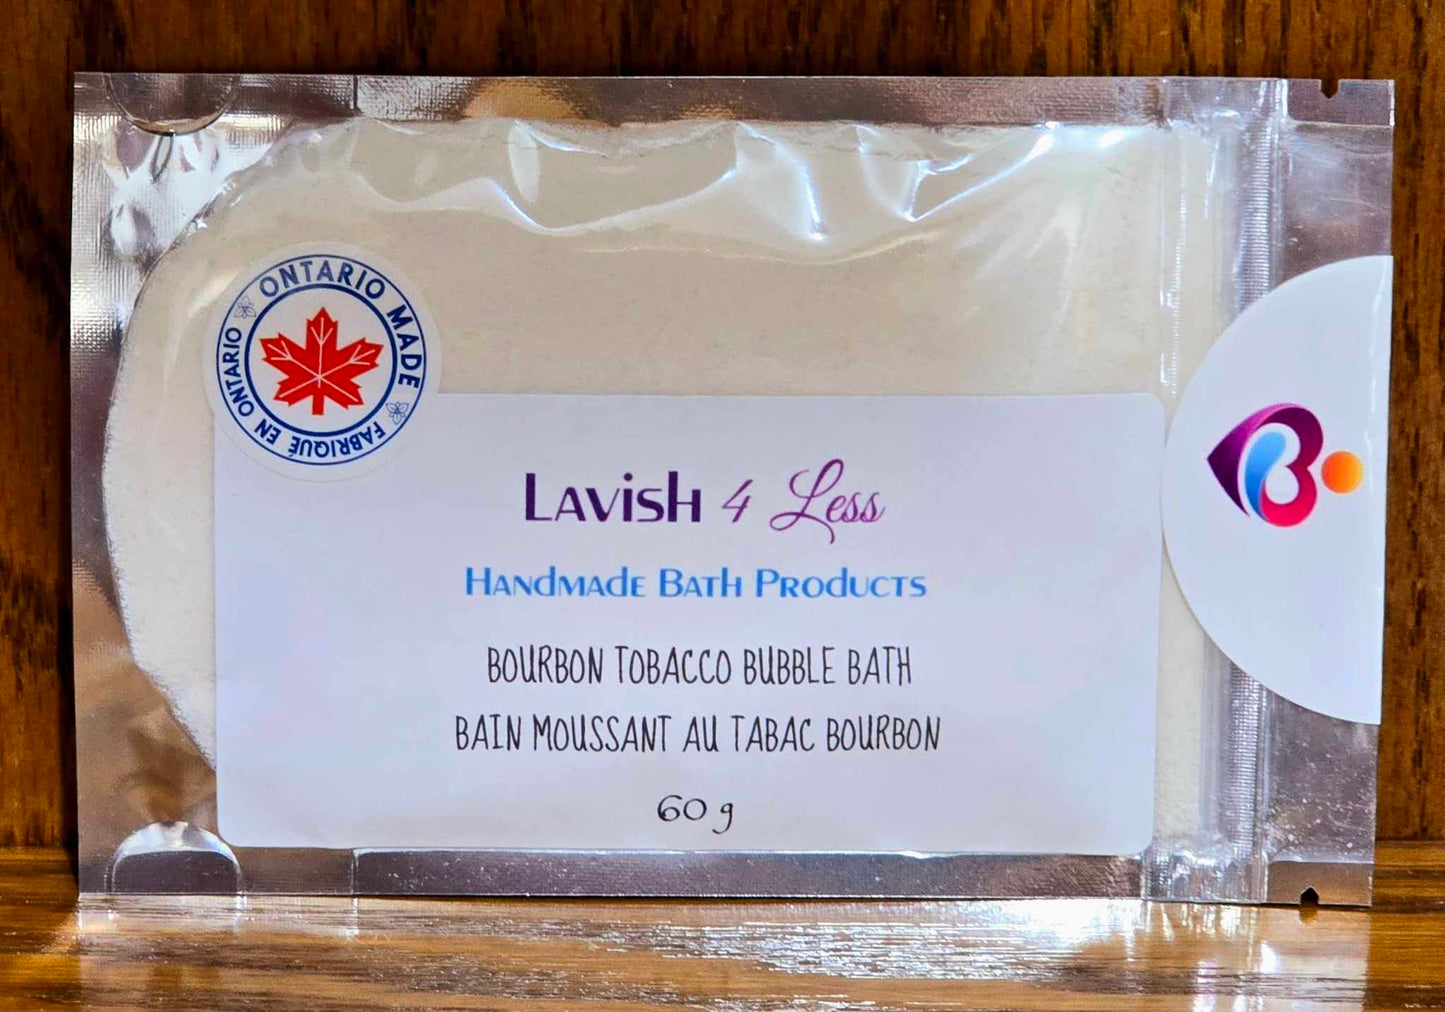 ONTARIO MADE
FABRIQUÉ EN ONTARIO
Lavish 4 Less
Handmade Bath Products
BOURBON TOBACCO BUBBLE BATH
BAIN MOUSSANT AU TABAC BOURBON
60 g